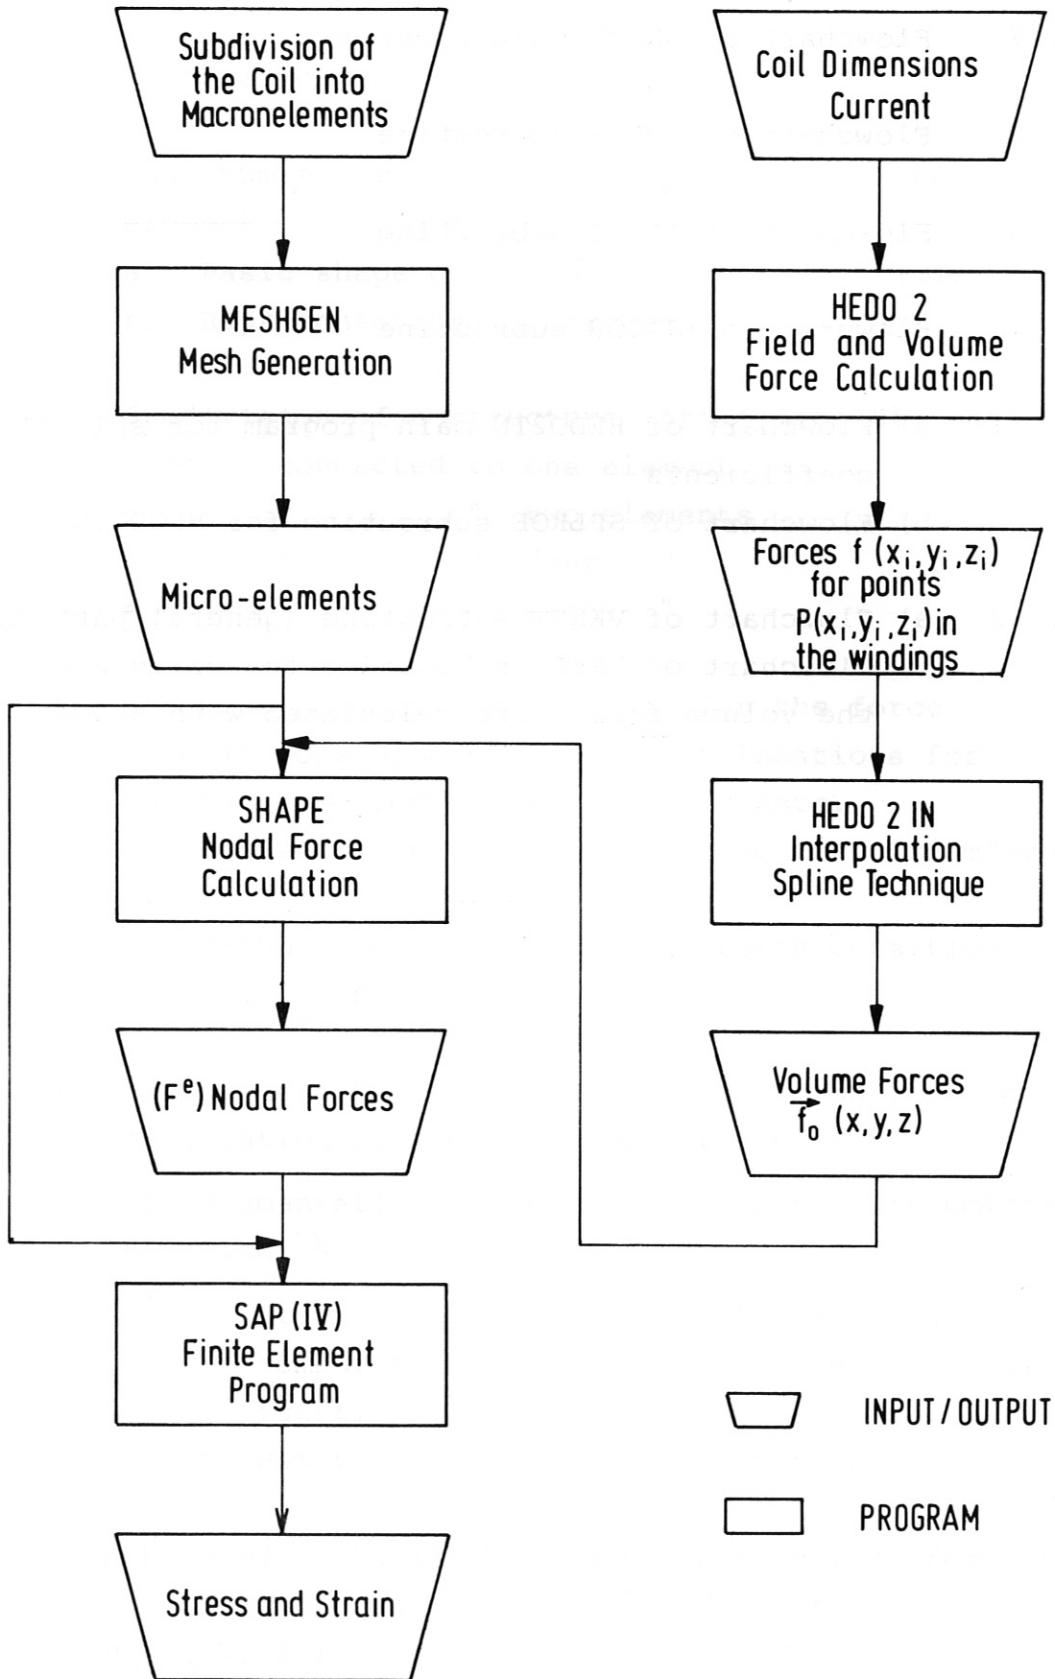 Subdivision of
the Coil into
Macronelements
MESHGEN
Mesh Generation
Micro-elements
SHAPE
Nodal Force
Calculation
(Fᵉ) Nodal Forces
SAP (IV)
Finite Element
Program
Stress and Strain
Coil Dimensions
Current
HEDO 2
Field and Volume
Force Calculation
Forces f (xᵢ, yᵢ, zᵢ)
for points
P(xᵢ, yᵢ, zᵢ) in
the windings
HEDO 2 IN
Interpolation
Spline Technique
Volume Forces
f⃗₀ (x, y, z)
INPUT / OUTPUT
PROGRAM